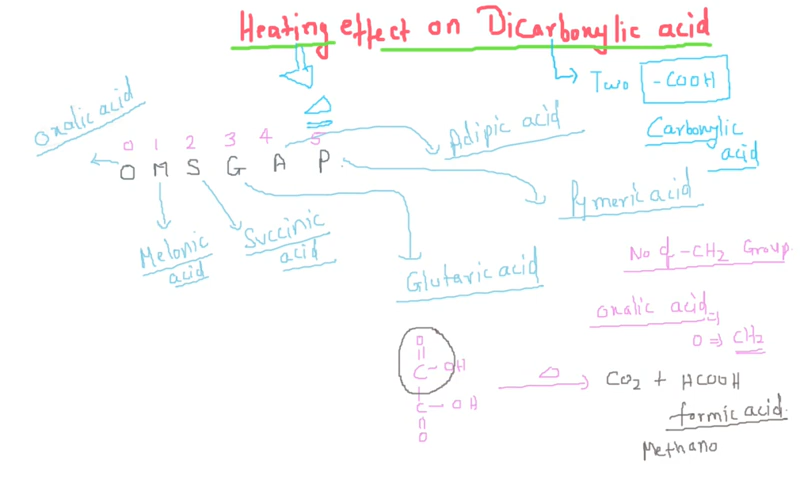 Heating effect on Dicarbonylic acid
Two -COOH
Carbonylic
acid
oxalic acid
0 1 2 3 4 5
O M S G A P
Adipic acid
Pymeric acid
Melonic
acid
Succinic
acid
Glutaric acid
No of -CH2 Group
oxalic acid
0 ⇒ CH2
O
C - OH
C - OH
O
△
CO2 + HCOOH
formic acid
Methano